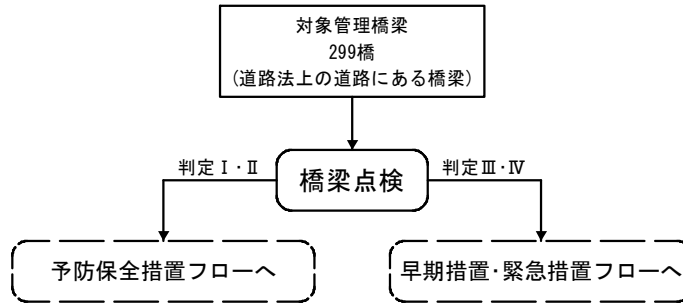 対象管理橋梁
299橋
(道路法上の道路にある橋梁)
判定Ⅰ・Ⅱ
橋梁点検
判定Ⅲ・Ⅳ
予防保全措置フローへ
早期措置・緊急措置フローへ